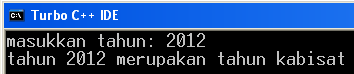 Turbo C++ IDE
masukkan tahun: 2012
tahun 2012 merupakan tahun kabisat